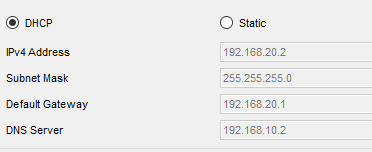 DHCP Static
IPv4 Address 192.168.20.2
Subnet Mask 255.255.255.0
Default Gateway 192.168.20.1
DNS Server 192.168.10.2